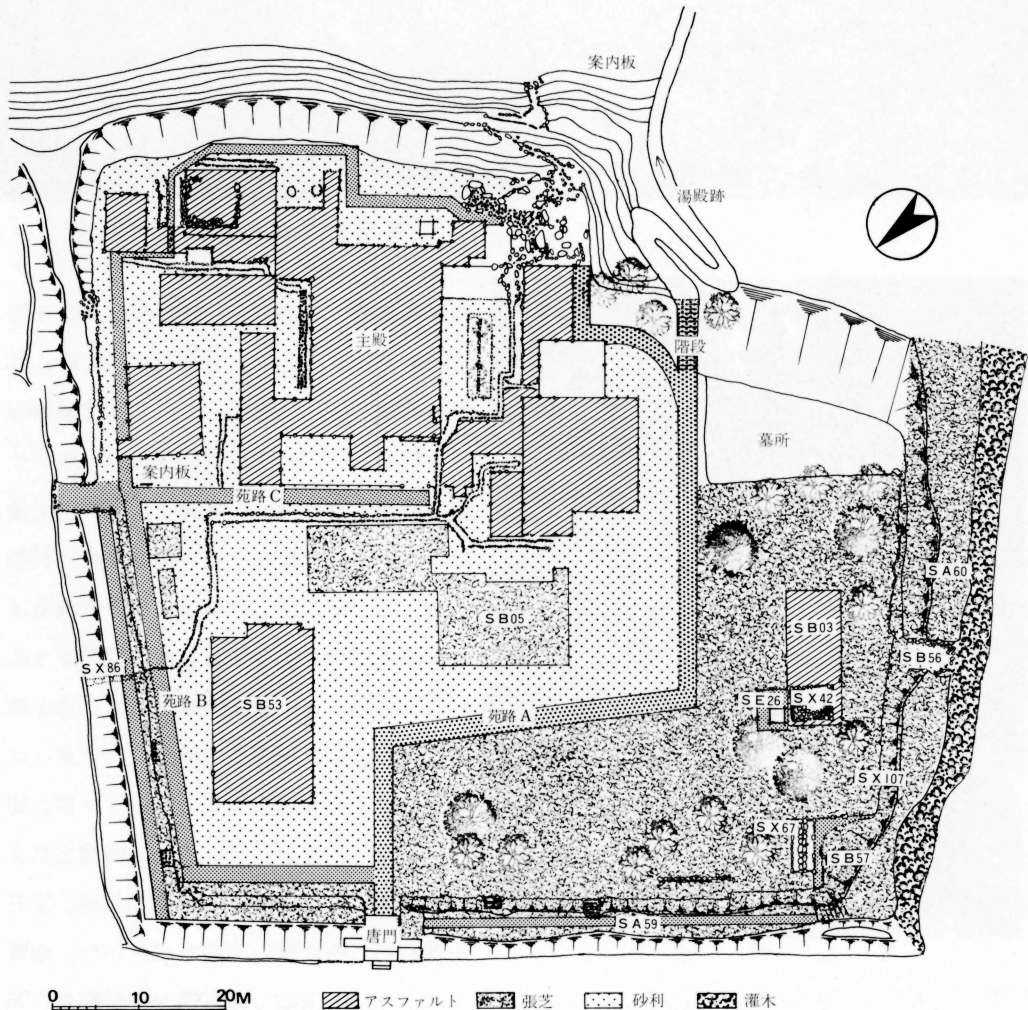 案内板
湯殿跡
階段
主殿
墓所
案内板
苑路C
SA60
SB03
SB05
SB56
SX86
SE26
SX42
苑路B
SB53
苑路A
SX107
SX67
SB57
SA59
唐門
0 10 20M
アスファルト 張芝 砂利 灌木